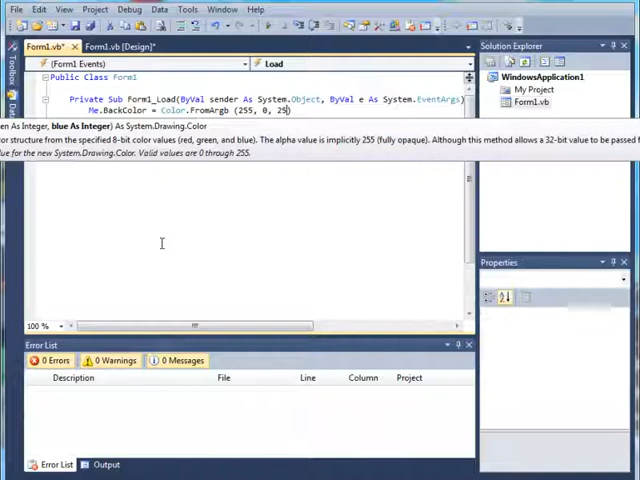 File Edit View Project Debug Data Tools Window Help
Form1.vb* Form1.vb [Design]*
Solution Explorer
(Form1 Events) Load
WindowsApplication1
My Project
Form1.vb
Toolbox
Public Class Form1
Private Sub Form1_Load(ByVal sender As System.Object, ByVal e As System.EventArgs)
Me.BackColor = Color.FromArgb (255, 0, 25
en As Integer, blue As Integer) As System.Drawing.Color
or structure from the specified 8-bit color values (red, green, and blue). The alpha value is implicitly 255 (fully opaque). Although this method allows a 32-bit value to be passed f
lue for the new System.Drawing.Color. Valid values are 0 through 255.
Properties
100 %
Error List
0 Errors 0 Warnings 0 Messages
Description File Line Column Project
Error List Output